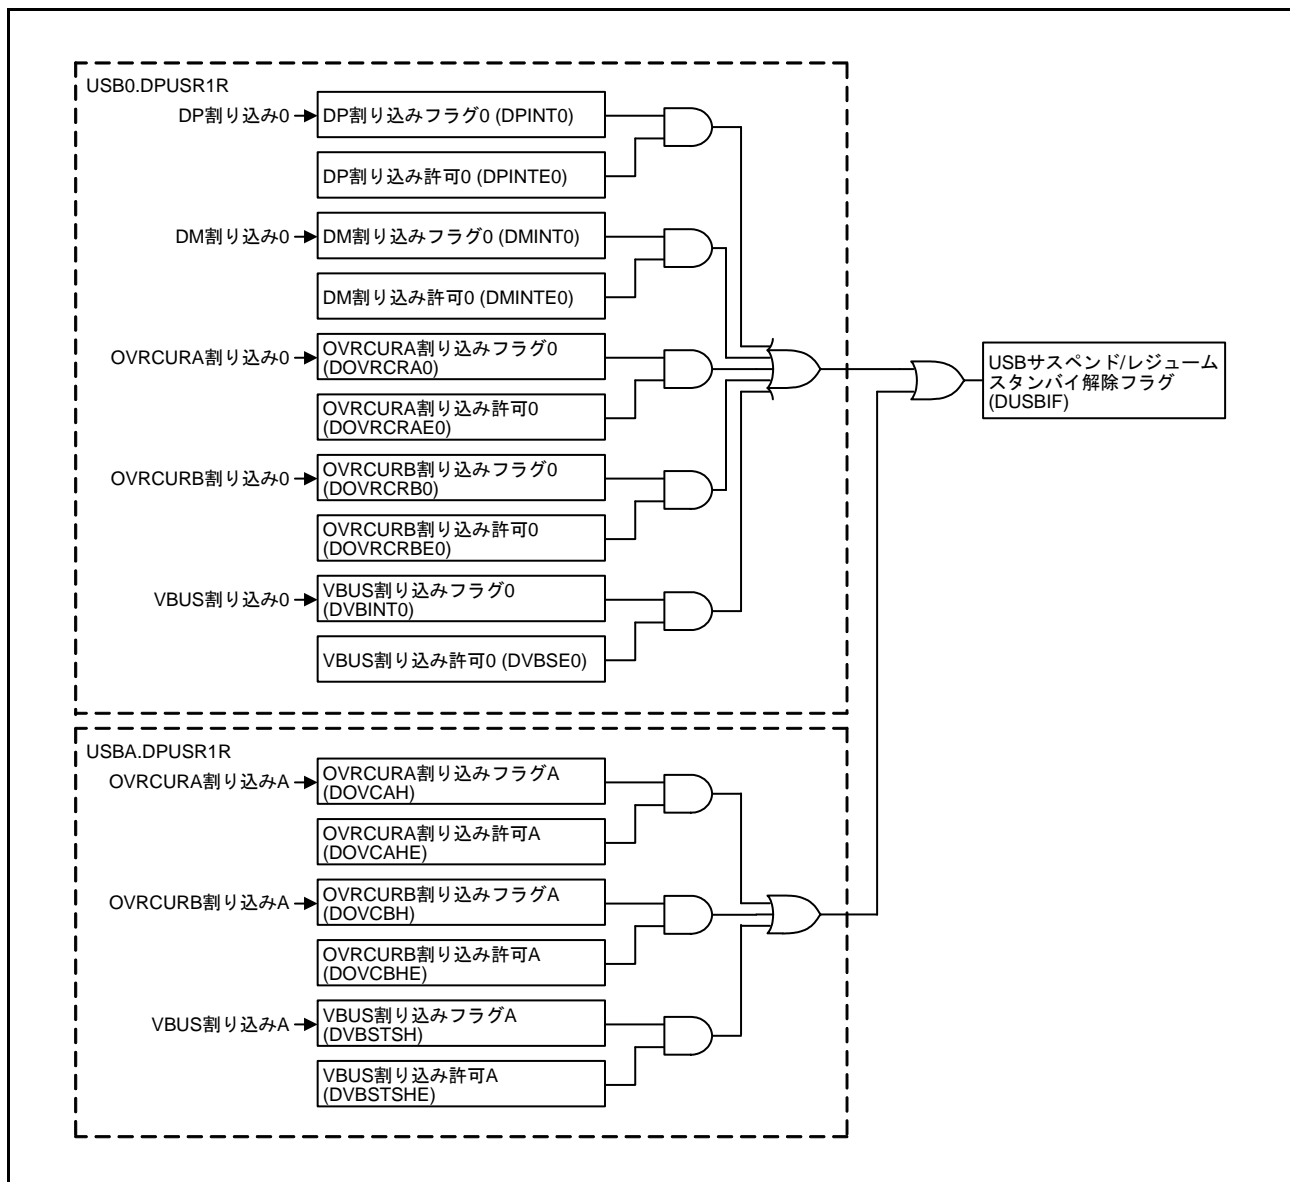 USB0.DPUSR1R
DP割り込み0
DP割り込みフラグ0 (DPINT0)
DP割り込み許可0 (DPINTE0)
DM割り込み0
DM割り込みフラグ0 (DMINT0)
DM割り込み許可0 (DMINTE0)
OVRCURA割り込み0
OVRCURA割り込みフラグ0
(DOVRCRA0)
OVRCURA割り込み許可0
(DOVRCRAE0)
OVRCURB割り込み0
OVRCURB割り込みフラグ0
(DOVRCRB0)
OVRCURB割り込み許可0
(DOVRCRBE0)
VBUS割り込み0
VBUS割り込みフラグ0
(DVBINT0)
VBUS割り込み許可0 (DVBSE0)
USBサスペンド/レジューム
スタンバイ解除フラグ
(DUSBIF)
USBA.DPUSR1R
OVRCURA割り込みA
OVRCURA割り込みフラグA
(DOVCAH)
OVRCURA割り込み許可A
(DOVCAHE)
OVRCURB割り込みA
OVRCURB割り込みフラグA
(DOVCBH)
OVRCURB割り込み許可A
(DOVCBHE)
VBUS割り込みA
VBUS割り込みフラグA
(DVBSTSH)
VBUS割り込み許可A
(DVBSTSHE)